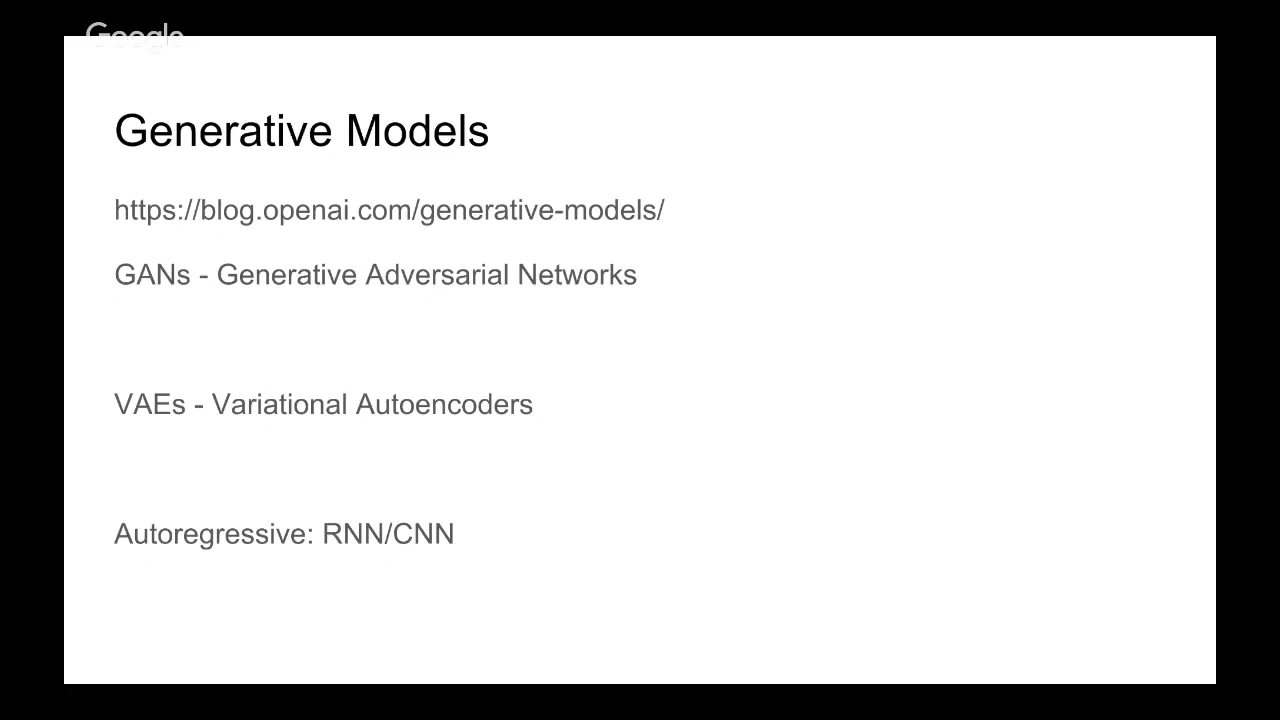 Google
Generative Models
https://blog.openai.com/generative-models/
GANs - Generative Adversarial Networks
VAEs - Variational Autoencoders
Autoregressive: RNN/CNN